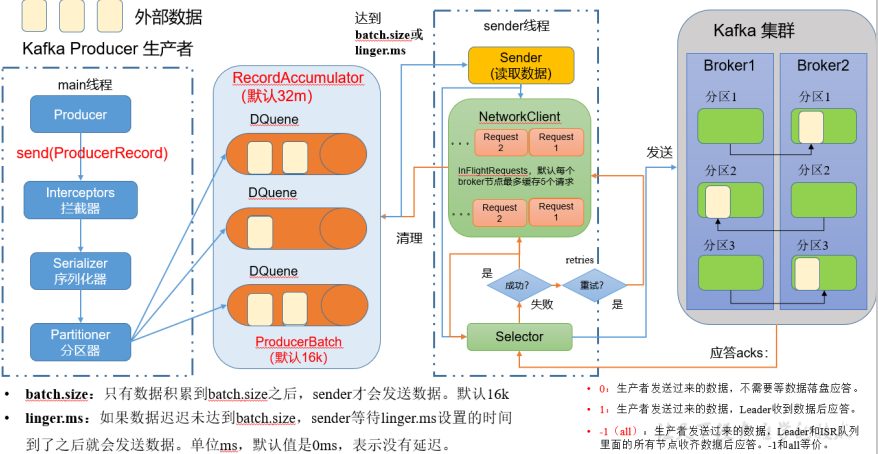 外部数据
Kafka Producer 生产者
main线程
Producer
send(ProducerRecord)
Interceptors
拦截器
Serializer
序列化器
Partitioner
分区器
RecordAccumulator
(默认32m)
DQuene
DQuene
DQuene
ProducerBatch
(默认16k)
达到
batch.size或
linger.ms
清理
sender线程
Sender
(读取数据)
NetworkClient
... Request 2
Request 1
InFlightRequests，默认每个
broker节点最多缓存5个请求
... Request 2
Request 1
是
成功？
失败
retries
重试？
是
Selector
发送
Kafka 集群
Broker1
Broker2
分区1
分区1
分区2
分区2
分区3
分区3
应答acks：
• batch.size：只有数据积累到batch.size之后，sender才会发送数据。默认16k
• linger.ms：如果数据迟迟未达到batch.size，sender等待linger.ms设置的时间
到了之后就会发送数据。单位ms，默认值是0ms，表示没有延迟。
• 0：生产者发送过来的数据，不需要等数据落盘应答。
• 1：生产者发送过来的数据，Leader收到数据后应答。
• -1（all）：生产者发送过来的数据，Leader和ISR队列
里面的所有节点收齐数据后应答。-1和all等价。